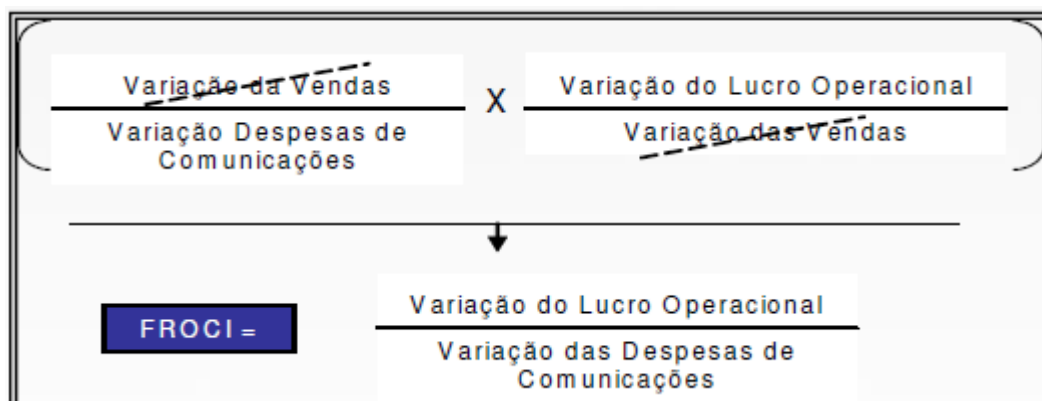 Variação da Vendas
X
Variação do Lucro Operacional
Variação Despesas de
Comunicações
Variação das Vendas
FROCI =
Variação do Lucro Operacional
Variação das Despesas de
Comunicações